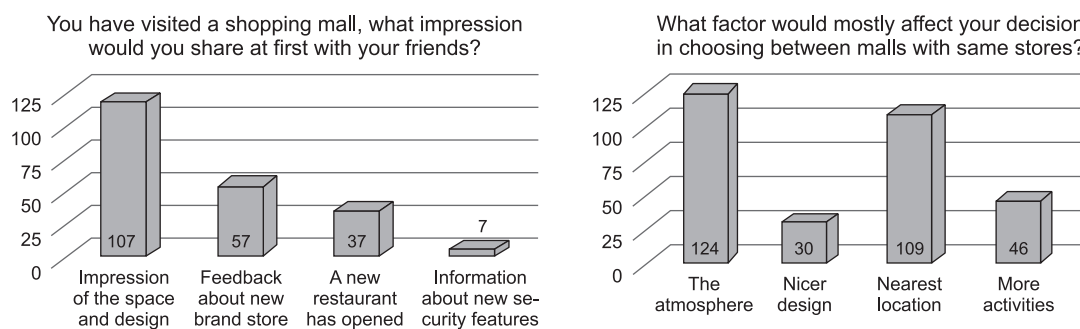 You have visited a shopping mall, what impression
would you share at first with your friends?
125
100
75
50
25
0
107
57
37
7
Impression
of the space
and design
Feedback
about new
brand store
A new
restaurant
has opened
Information
about new se-
curity features
What factor would mostly affect your decision
in choosing between malls with same stores?
125
100
75
50
25
0
124
30
109
46
The
atmosphere
Nicer
design
Nearest
location
More
activities